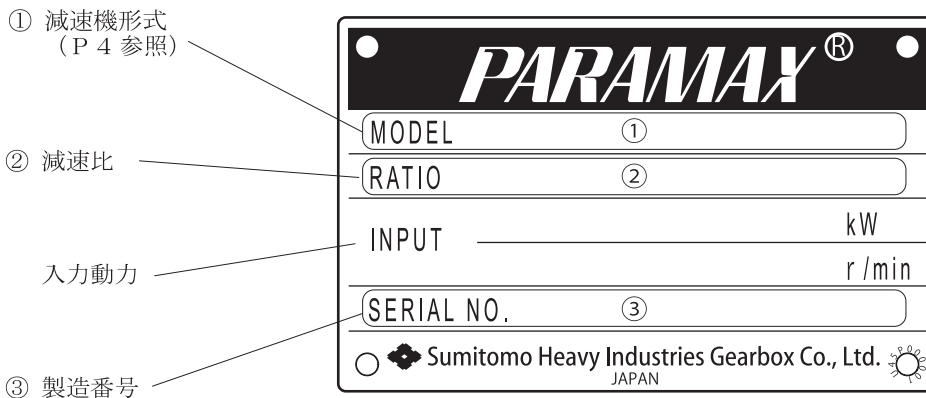 ① 減速機形式
（Ｐ４参照）
② 減速比
入力動力
③ 製造番号
PARAMAX®
MODEL ①
RATIO ②
INPUT kW
r/min
SERIAL NO. ③
Sumitomo Heavy Industries Gearbox Co., Ltd.
JAPAN